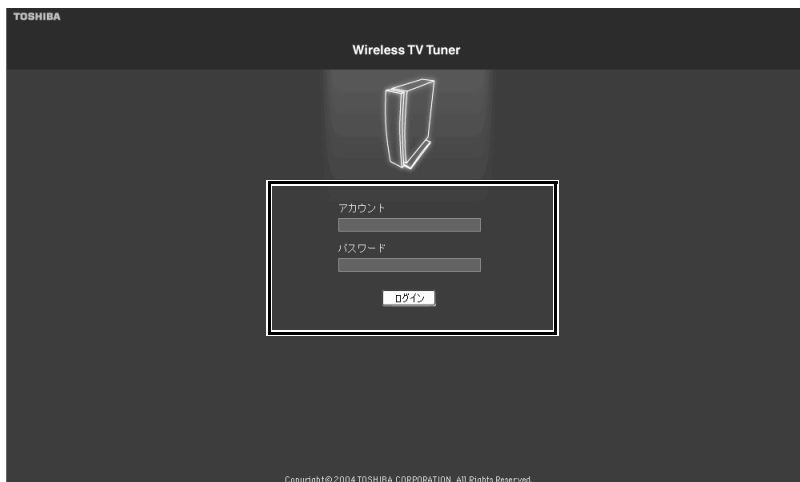 TOSHIBA
Wireless TV Tuner
アカウント
パスワード
ログイン
Copyright© 2004 TOSHIBA CORPORATION, All Rights Reserved.